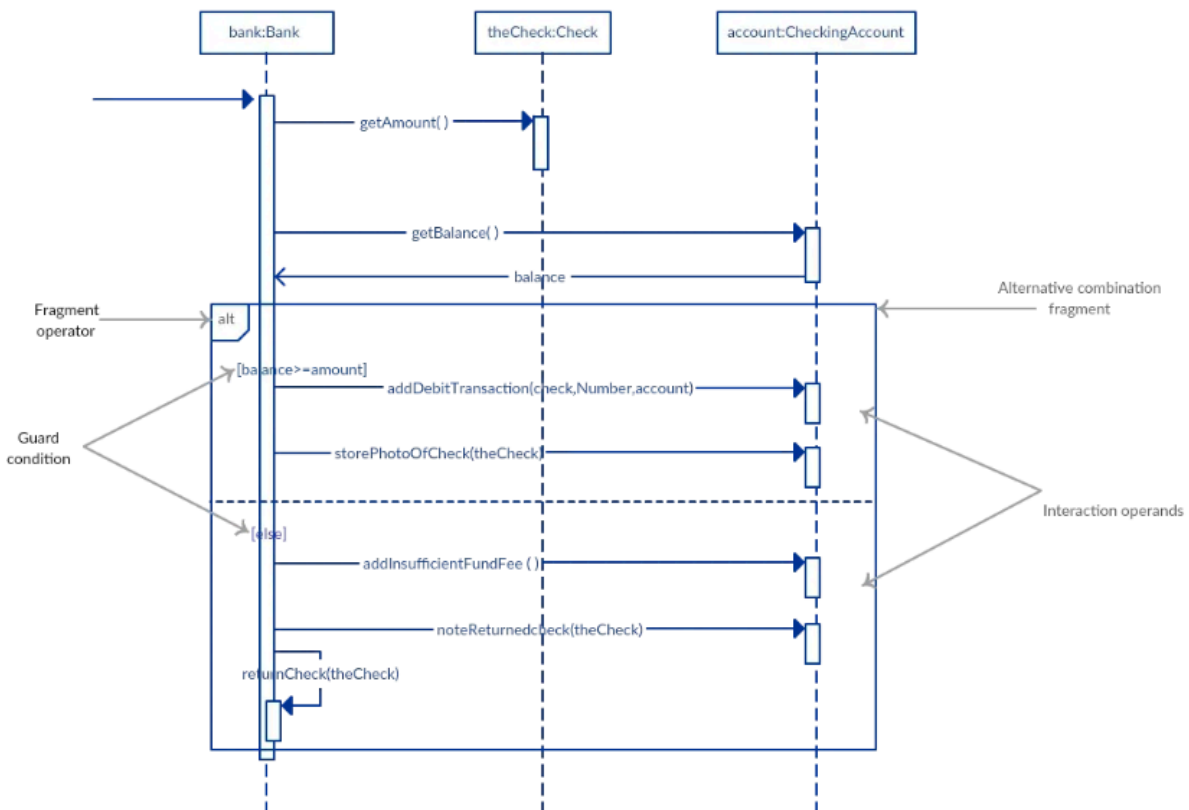 bank:Bank
theCheck:Check
account:CheckingAccount
getAmount( )
getBalance( )
balance
Alternative combination
fragment
Fragment
operator
alt
[balance>=amount]
addDebitTransaction(check,Number,account)
Guard
condition
storePhotoOfCheck(theCheck)
Interaction operands
[else]
addInsufficientFundFee ( )
noteReturnedcheck(theCheck)
returnCheck(theCheck)